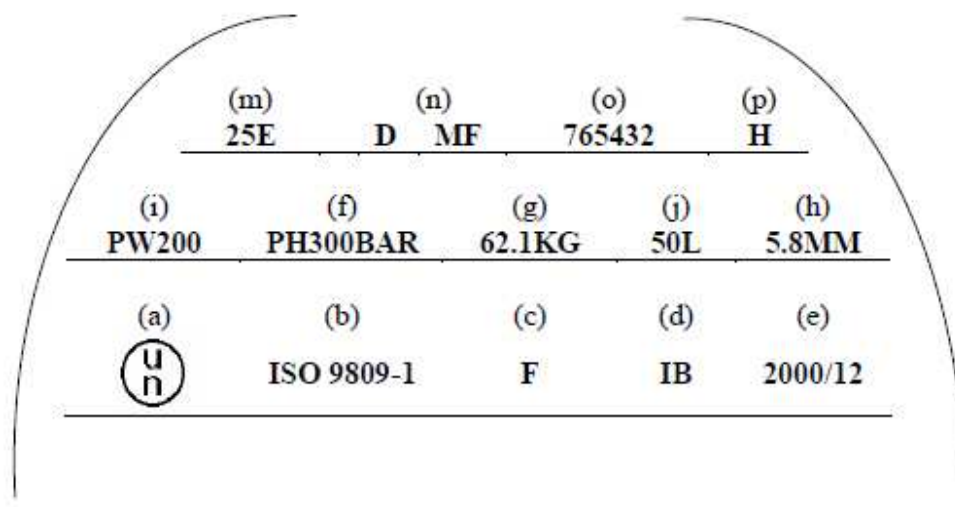 (m) (n) (o) (p)
25E D MF 765432 H
(i) (f) (g) (j) (h)
PW200 PH300BAR 62.1KG 50L 5.8MM
(a) (b) (c) (d) (e)
u
n ISO 9809-1 F IB 2000/12